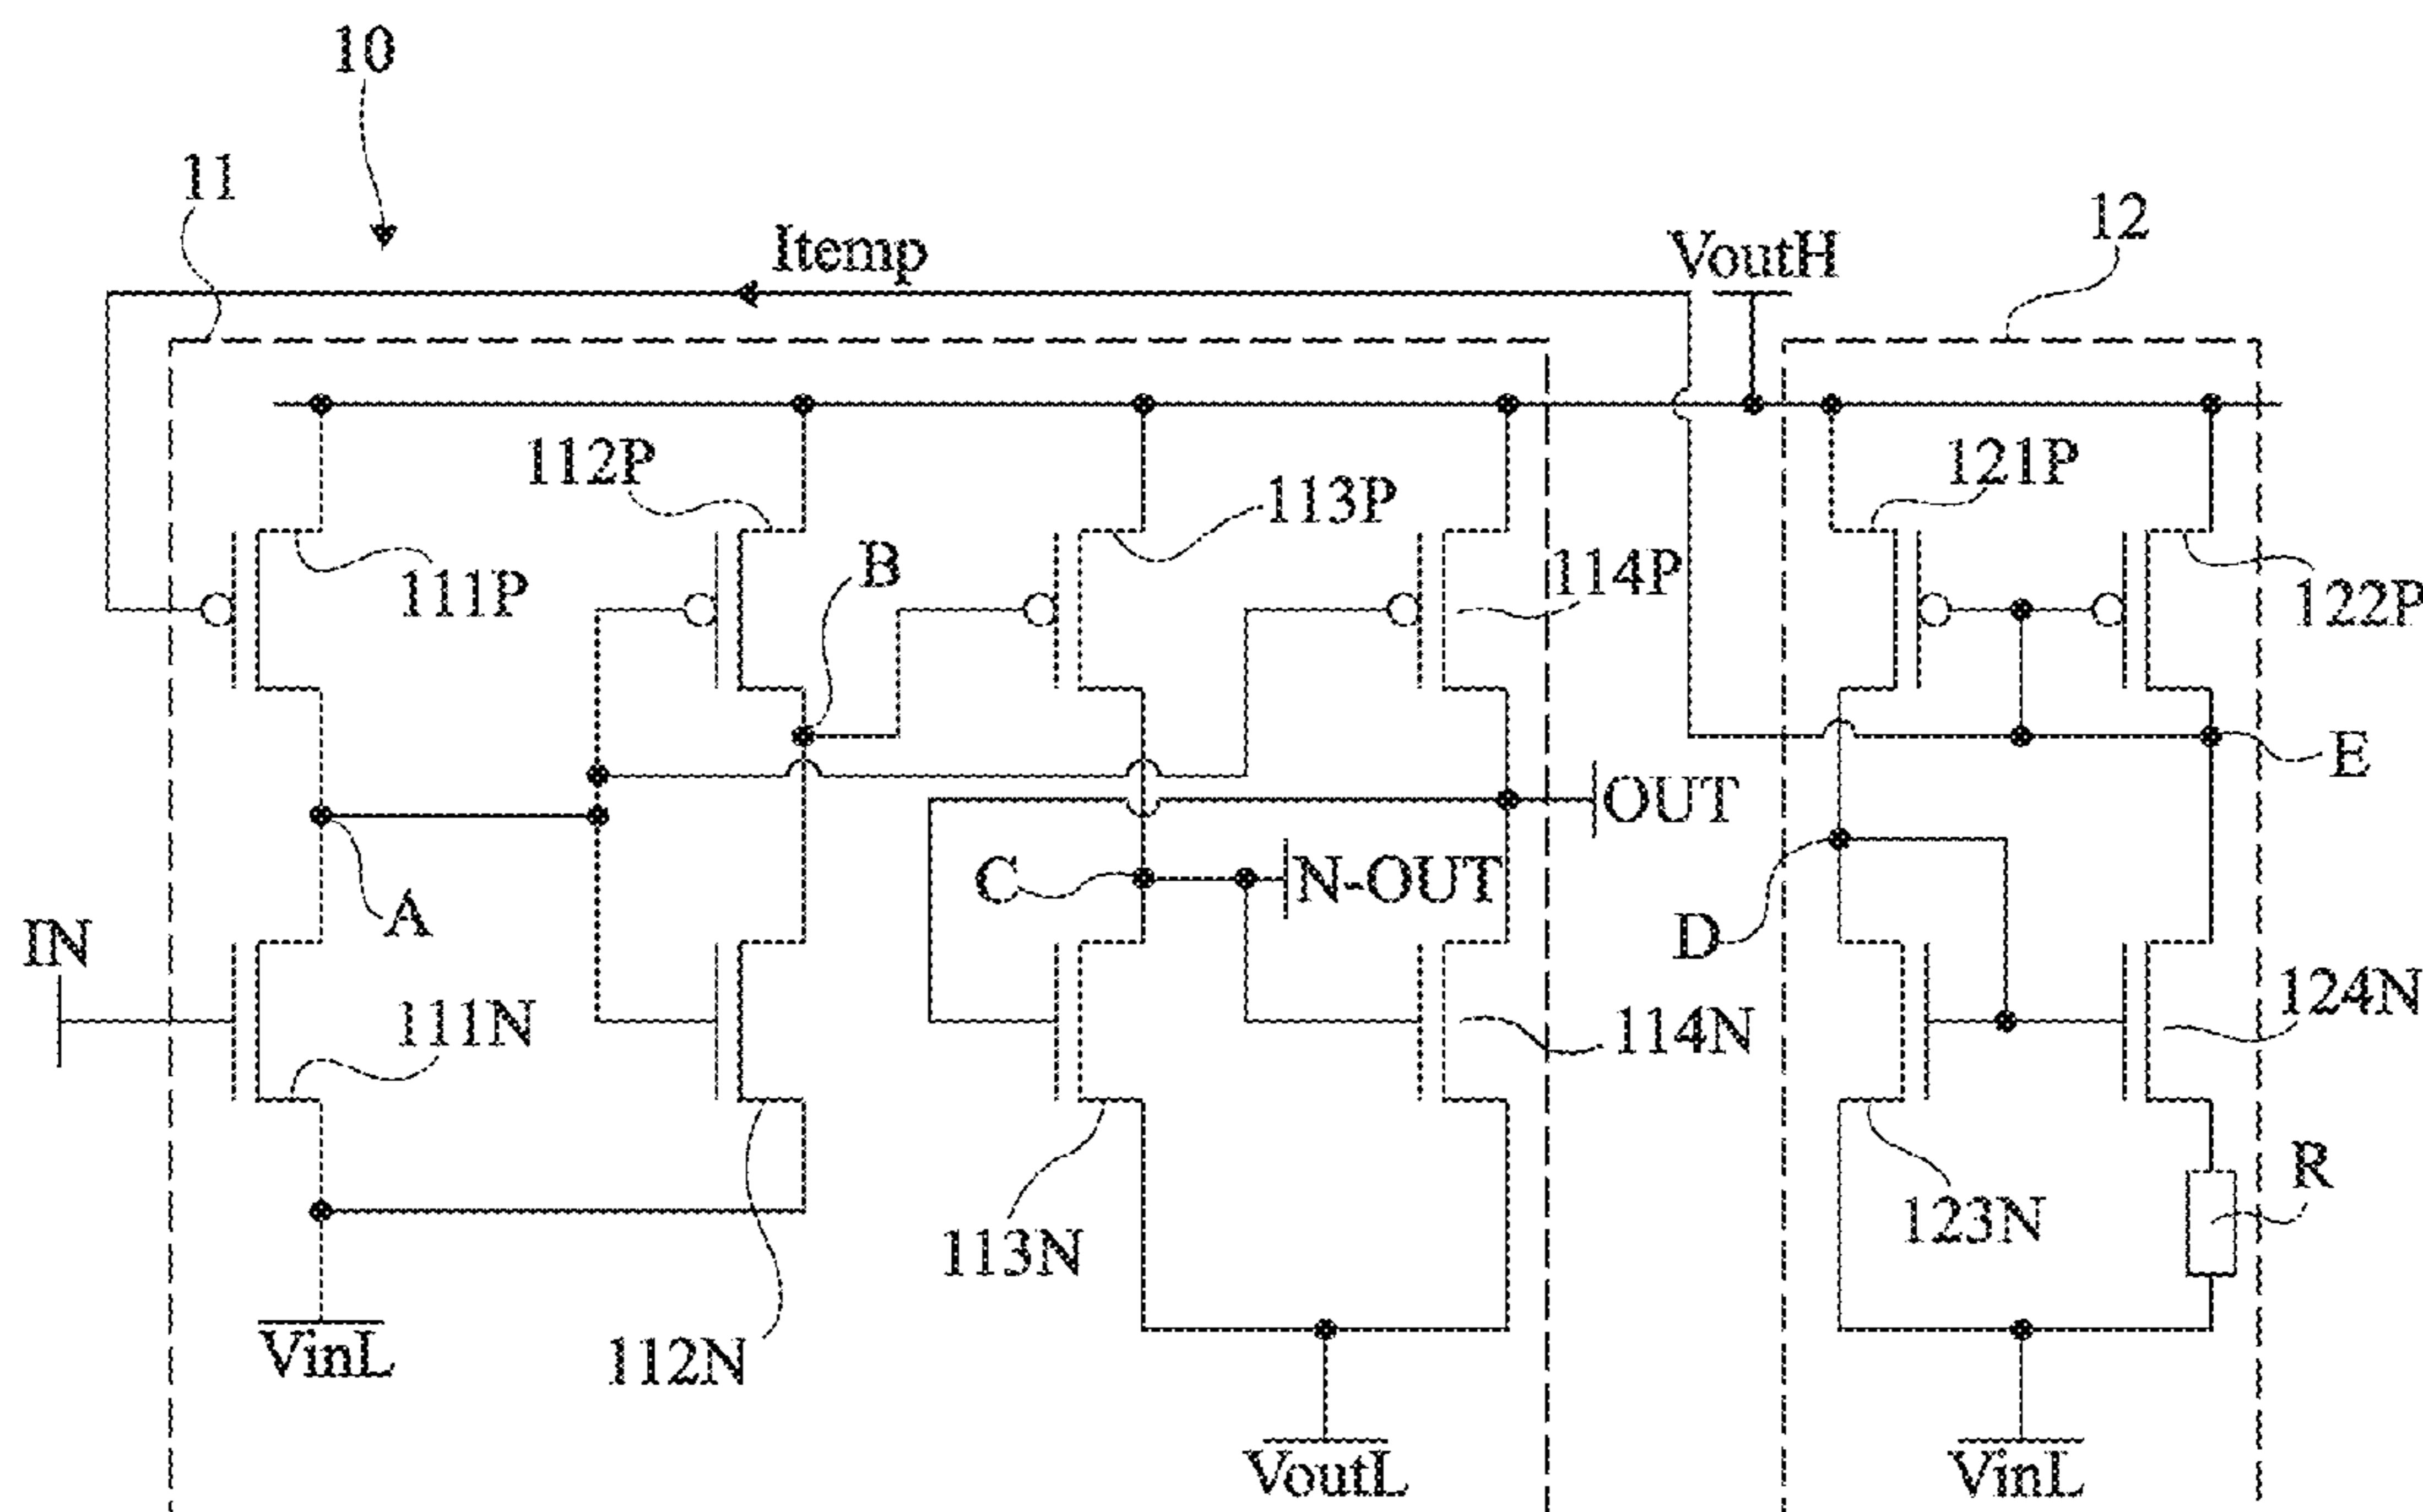 10
11
Itemp
VoutH
12
112P
113P
121P
111P
B
114P
122P
E
OUT
C
N-OUT
A
D
IN
111N
114N
124N
R
113N
123N
VinL
112N
VoutL
VinL